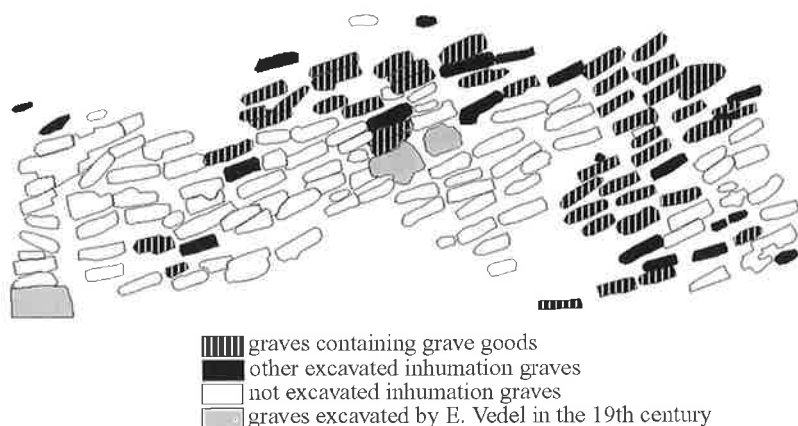 graves containing grave goods
other excavated inhumation graves
not excavated inhumation graves
graves excavated by E. Vedel in the 19th century